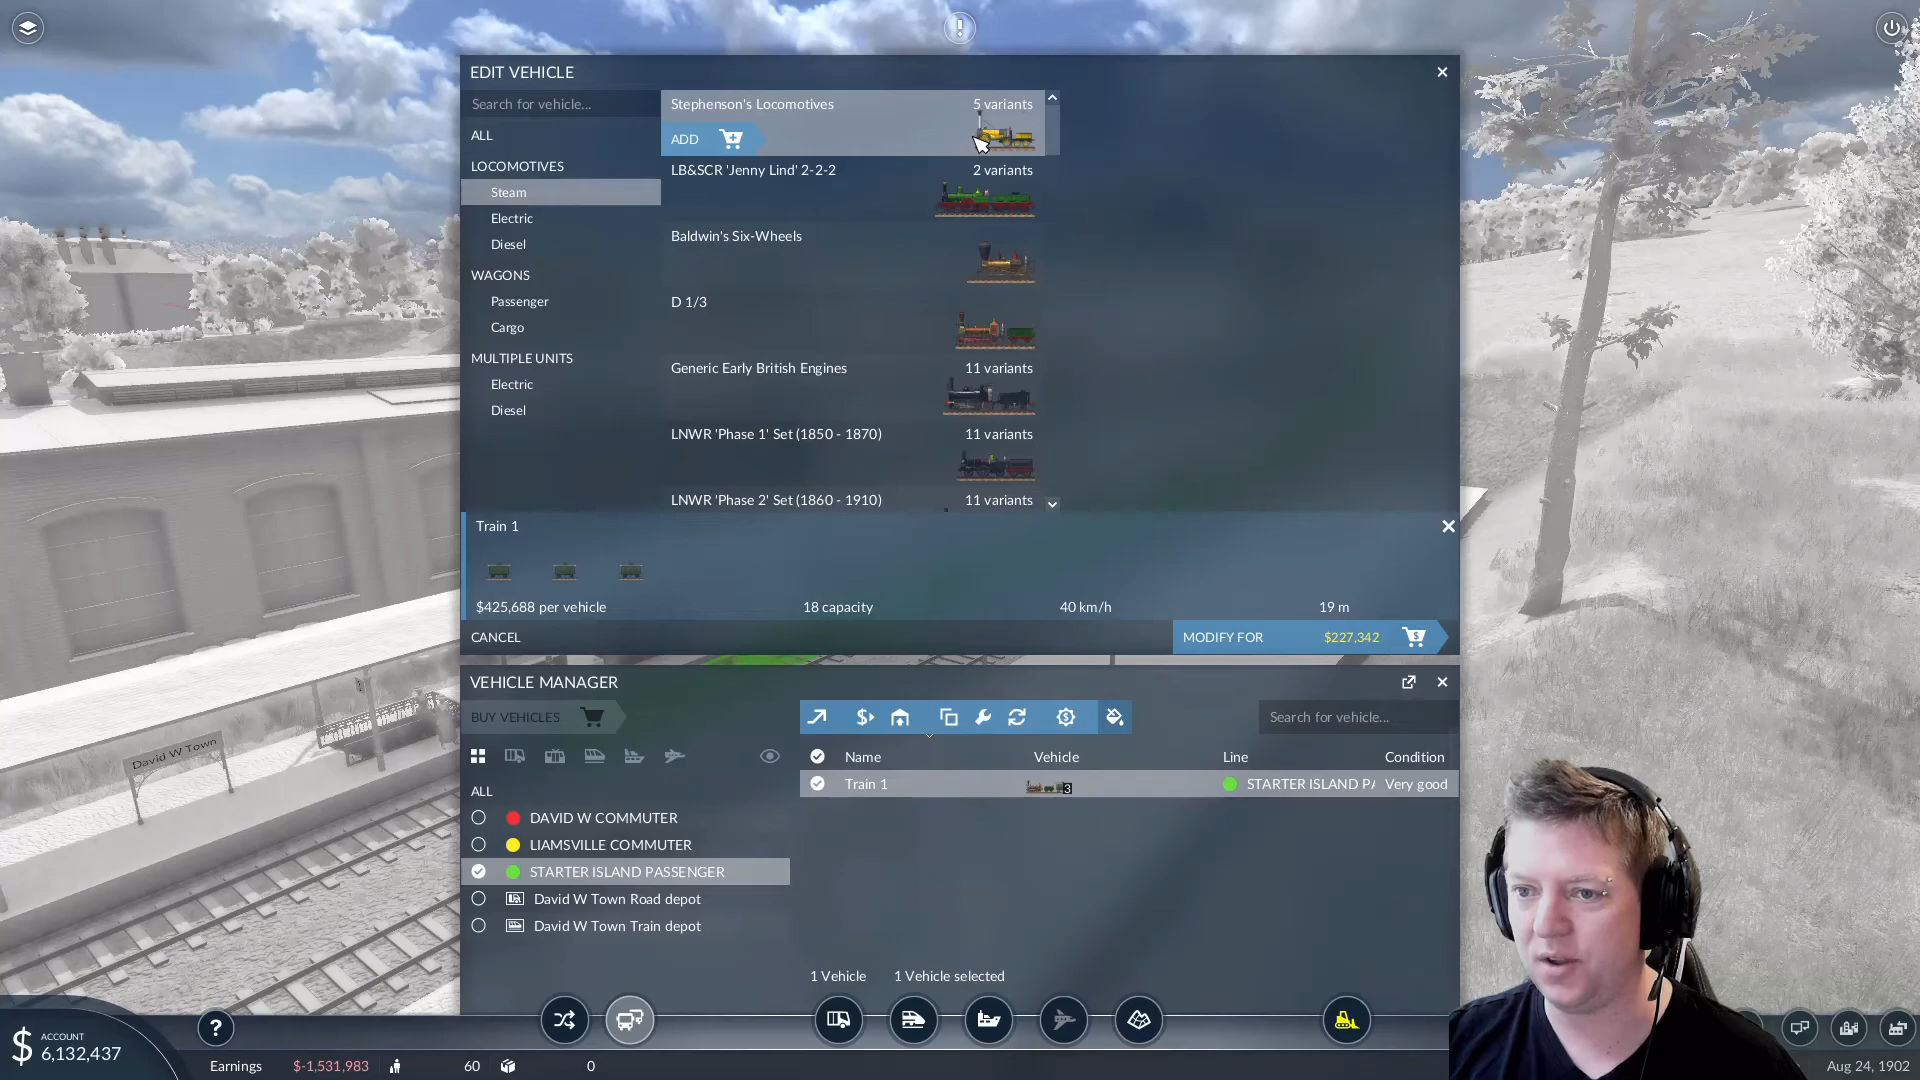 EDIT VEHICLE
Search for vehicle...
ALL
LOCOMOTIVES
Steam
Electric
Diesel
WAGONS
Passenger
Cargo
MULTIPLE UNITS
Electric
Diesel
Stephenson's Locomotives 5 variants
ADD
LB&SCR 'Jenny Lind' 2-2-2 2 variants
Baldwin's Six-Wheels
D 1/3
Generic Early British Engines 11 variants
LNWR 'Phase 1' Set (1850 - 1870) 11 variants
LNWR 'Phase 2' Set (1860 - 1910) 11 variants
Train 1
$425,688 per vehicle 18 capacity 40 km/h 19 m
CANCEL MODIFY FOR $227,342
VEHICLE MANAGER
BUY VEHICLES
Search for vehicle...
ALL
DAVID W COMMUTER
LIAMSVILLE COMMUTER
STARTER ISLAND PASSENGER
David W Town Road depot
David W Town Train depot
Name Vehicle Line Condition
Train 1 3 STARTER ISLAND PA Very good
1 Vehicle 1 Vehicle selected
David W Town
?
$ ACCOUNT
6,132,437
Earnings $-1,531,983 60 0
Aug 24, 1902